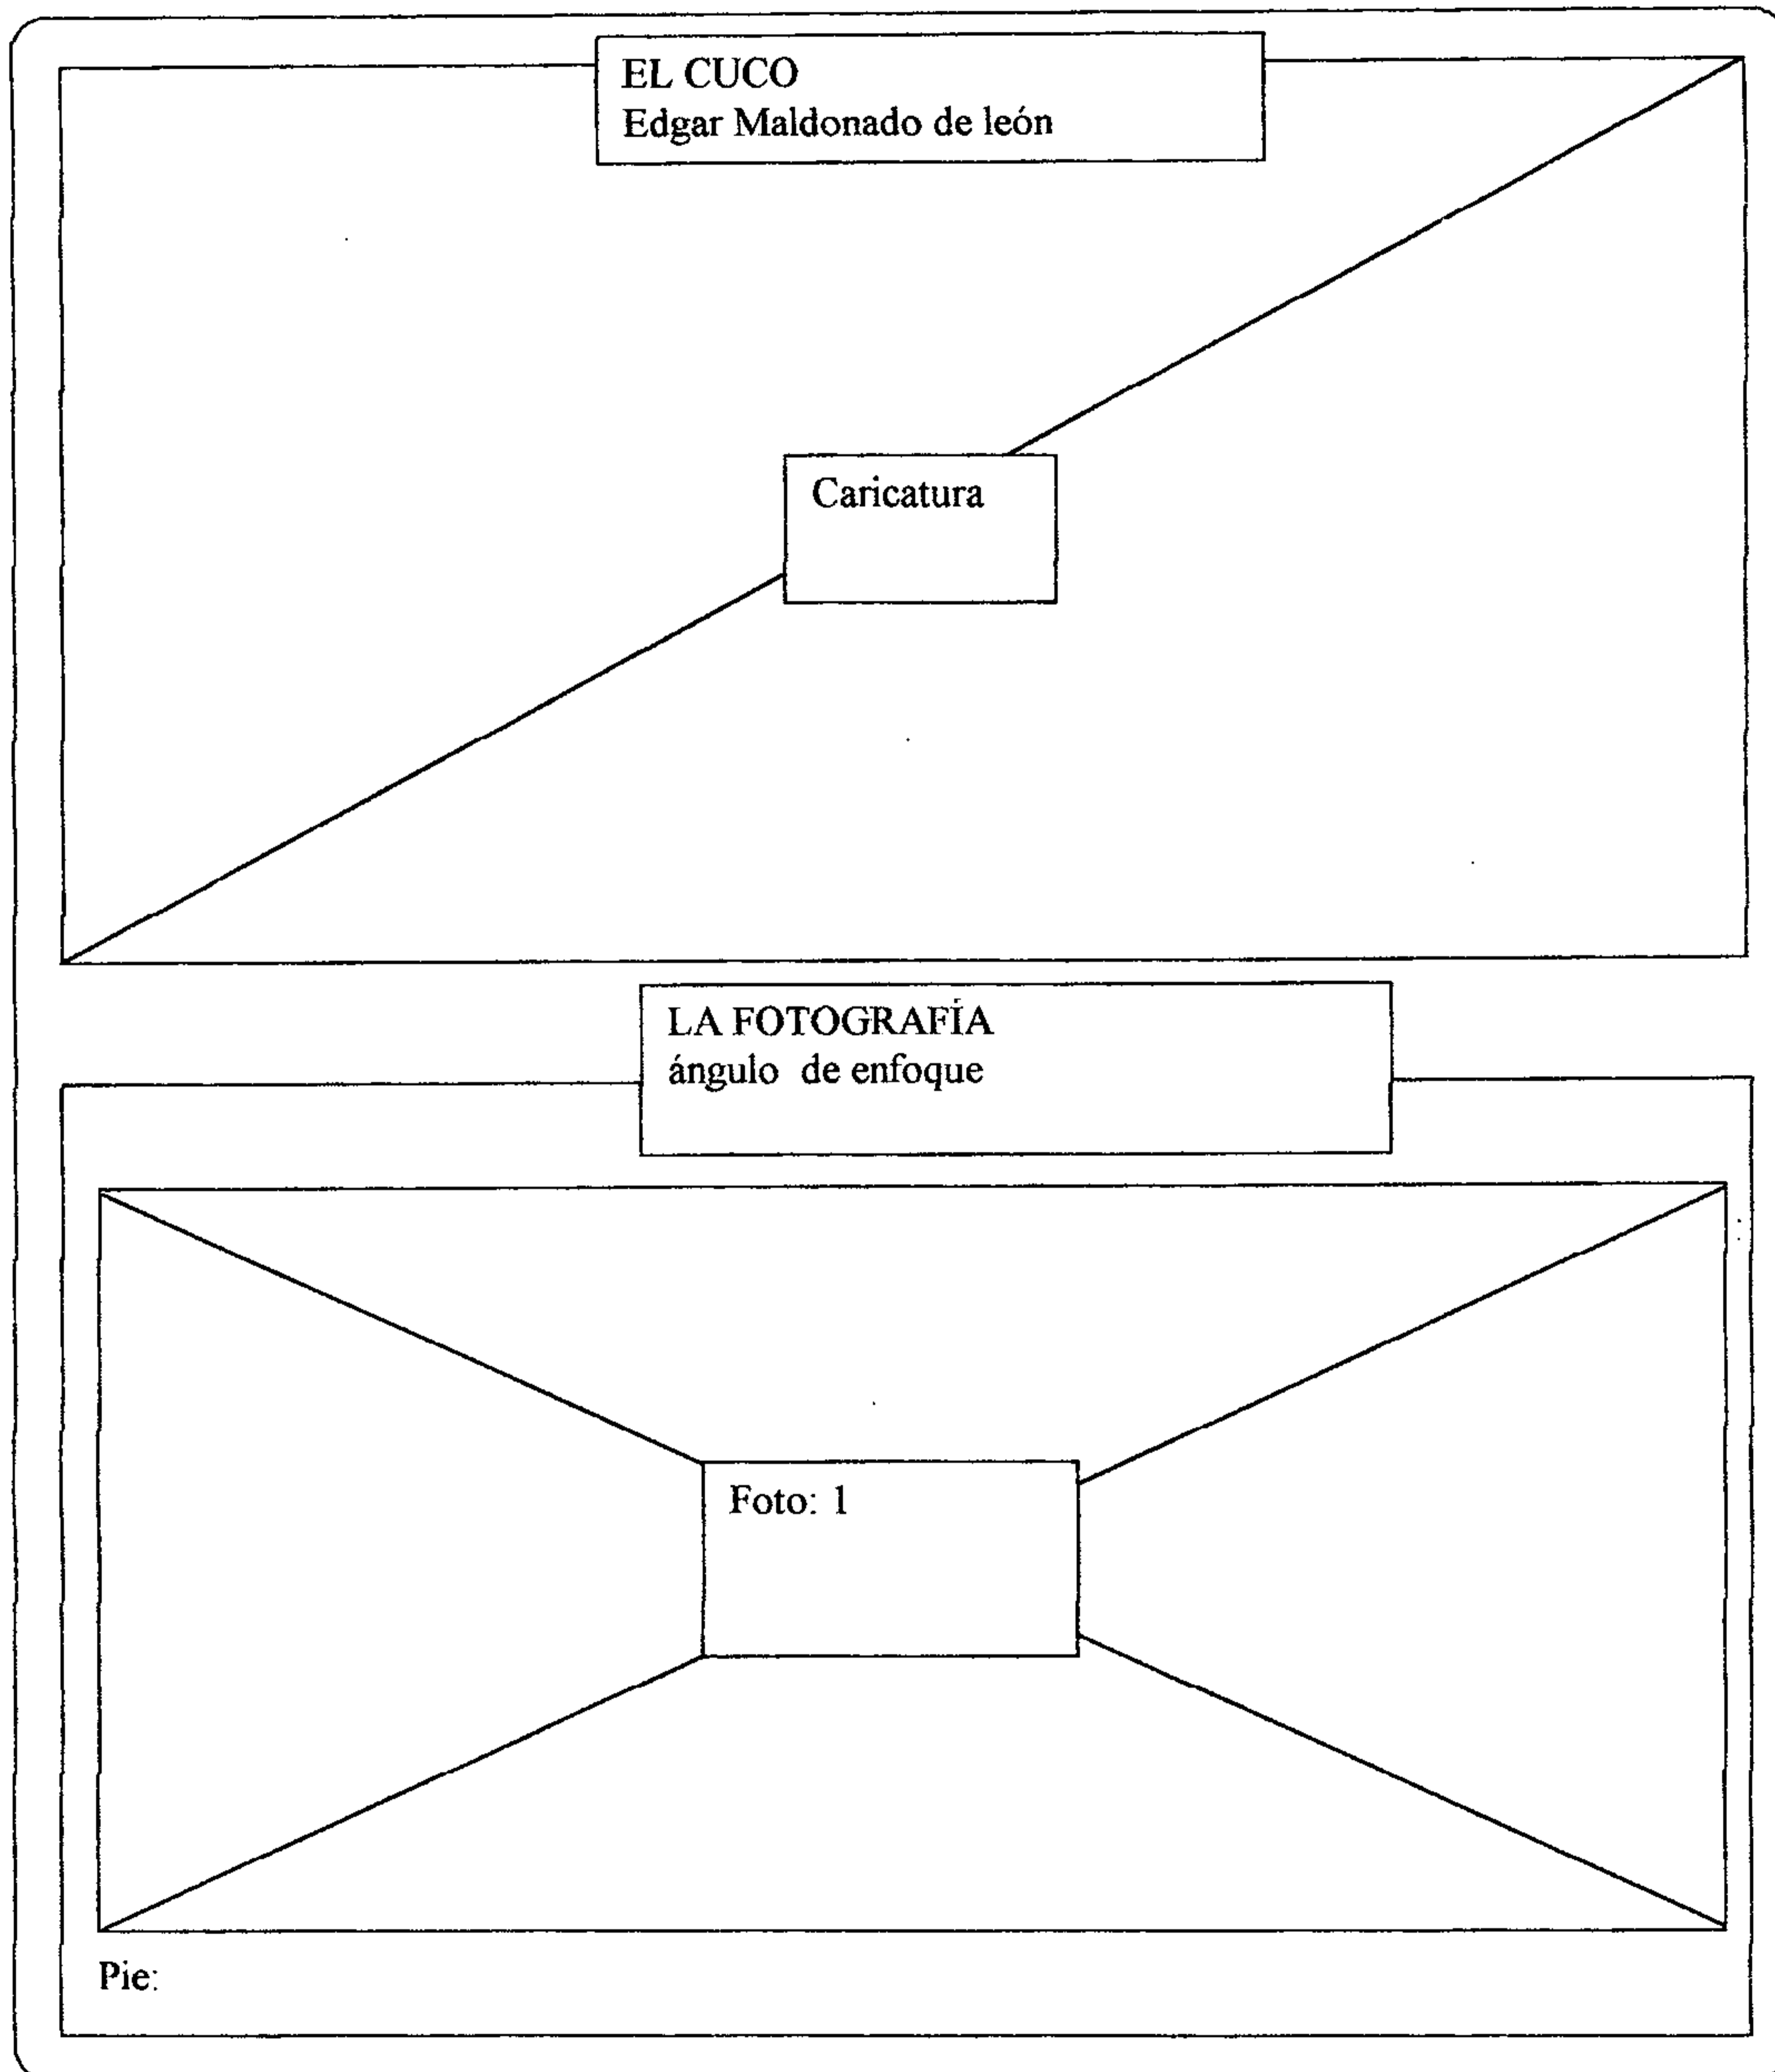 EL CUCO
Edgar Maldonado de león
Caricatura
LA FOTOGRAFÍA
ángulo de enfoque
Foto: 1
Pie: